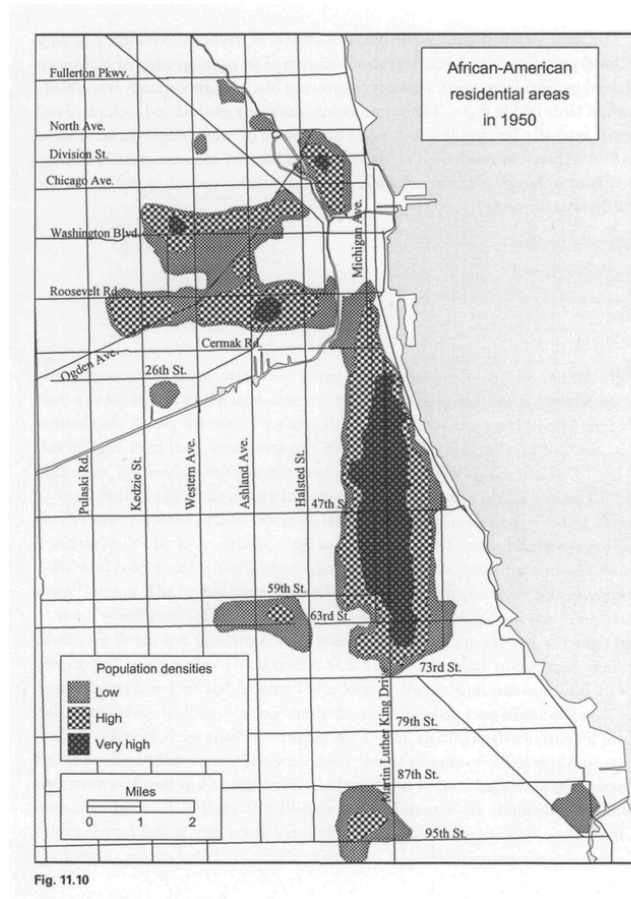 African-American
residential areas
in 1950
Fullerton Pkwy.
North Ave.
Division St.
Chicago Ave.
Washington Blvd.
Michigan Ave.
Roosevelt Rd.
Cermak Rd.
Ogden Ave.
26th St.
Pulaski Rd.
Kedzie St.
Western Ave.
Ashland Ave.
Halsted St.
47th St.
59th St.
63rd St.
73rd St.
Martin Luther King Drive
79th St.
87th St.
95th St.
Population densities
Low
High
Very high
Miles
0 1 2
Fig. 11.10